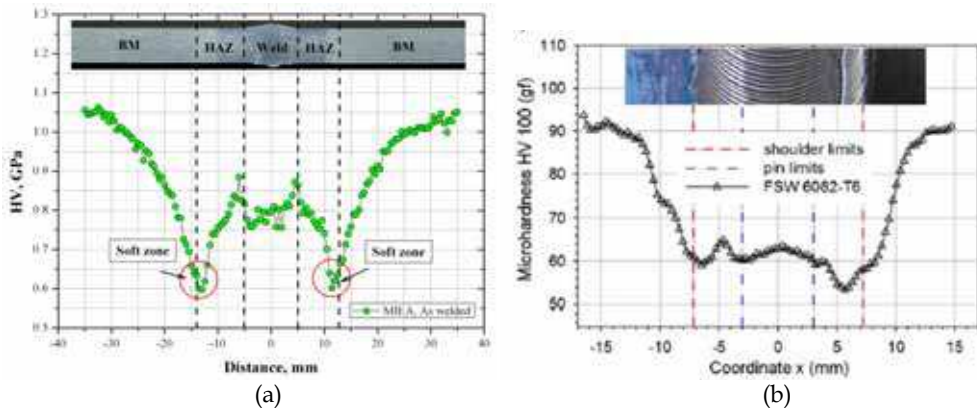 1.3
1.2
1.1
1.0
0.9
0.8
0.7
0.6
0.5
HV, GPa
BM HAZ Weld HAZ BM
Soft zone
Soft zone
MIEA, As welded
-40 -30 -20 -10 0 10 20 30 40
Distance, mm
(a)
110
100
90
80
70
60
50
Microhardness HV 100 (gf)
shoulder limits
pin limits
FSW 6082-T6
-15 -10 -5 0 5 10 15
Coordinate x (mm)
(b)